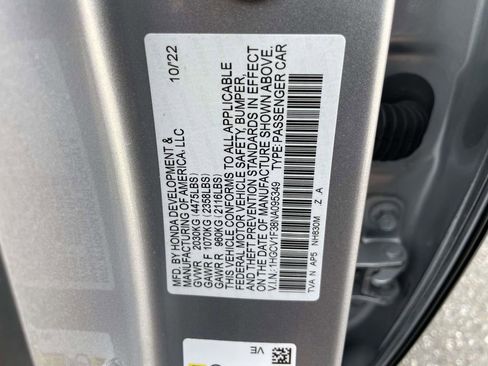 MFD. BY HONDA DEVELOPMENT & 10/'22
MANUFACTURING OF AMERICA, LLC
GVWR 2030KG (4475LBS)
GAWR F 1070KG (2358LBS)
GAWR R 960KG (2116LBS)
THIS VEHICLE CONFORMS TO ALL APPLICABLE
FEDERAL MOTOR VEHICLE SAFETY, BUMPER,
AND THEFT PREVENTION STANDARDS IN EFFECT
ON THE DATE OF MANUFACTURE SHOWN ABOVE.
V.I.N.: 1HGCV1F38NA095349 TYPE:PASSENGER CAR
TVA N AP5 NH830M Z A
VE